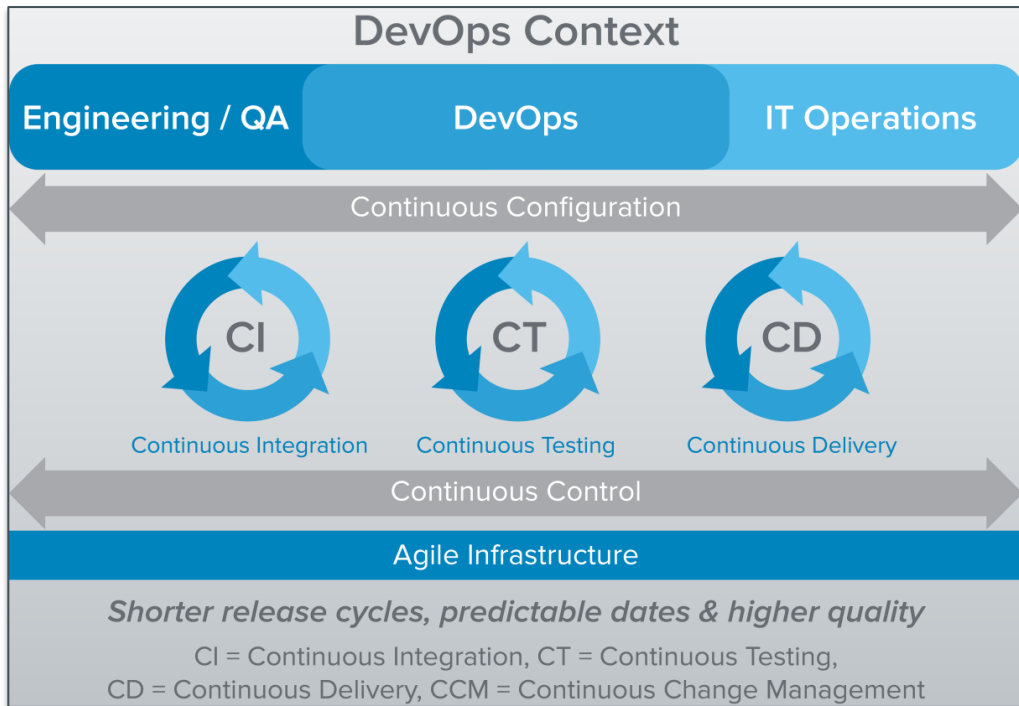 DevOps Context
Engineering / QA
DevOps
IT Operations
Continuous Configuration
CI
CT
CD
Continuous Integration
Continuous Testing
Continuous Delivery
Continuous Control
Agile Infrastructure
Shorter release cycles, predictable dates & higher quality
CI = Continuous Integration, CT = Continuous Testing,
CD = Continuous Delivery, CCM = Continuous Change Management